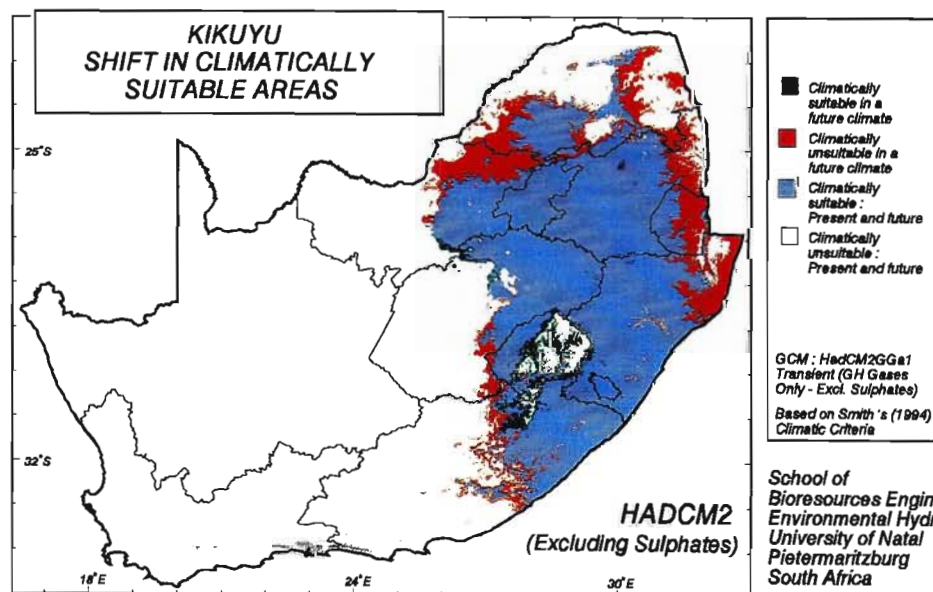 KIKUYU
SHIFT IN CLIMATICALLY
SUITABLE AREAS
Climatically
suitable in a
future climate
Climatically
unsuitable in a
future climate
Climatically
suitable :
Present and future
Climatically
unsuitable :
Present and future
25°S
32°S
18°E
24°E
30°E
HADCM2
(Excluding Sulphates)
GCM : HadCM2GGa1
Transient (GH Gases
Only - Excl. Sulphates)
Based on Smith's (1994)
Climatic Criteria
School of
Bioresources Engin
Environmental Hydr
University of Natal
Pietermaritzburg
South Africa